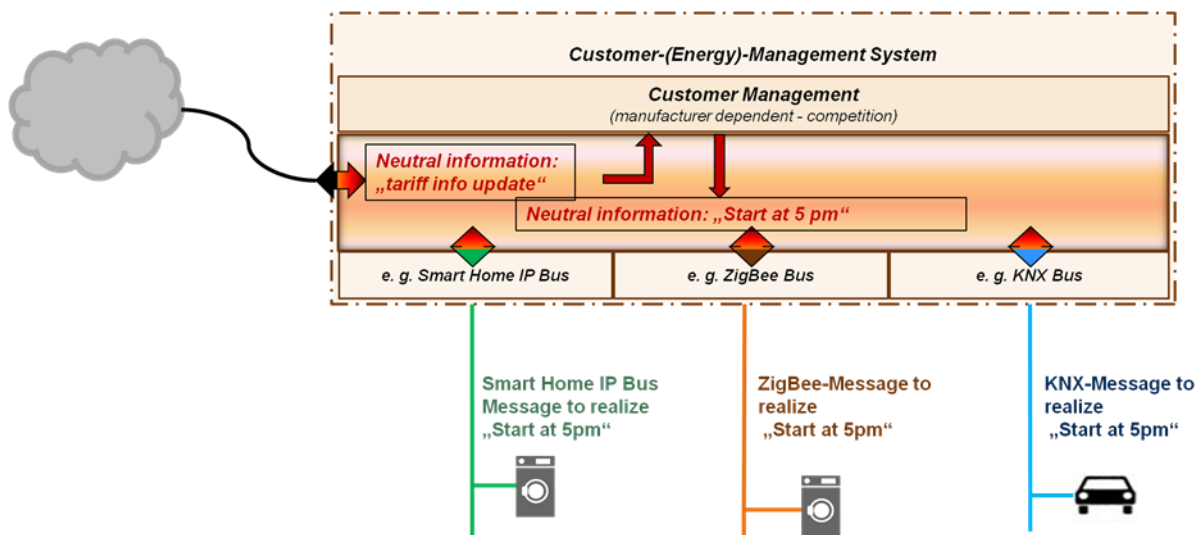 Customer-(Energy)-Management System
Customer Management
(manufacturer dependent - competition)
Neutral information:
„tariff info update“
Neutral information: „Start at 5 pm“
e. g. Smart Home IP Bus
e. g. ZigBee Bus
e. g. KNX Bus
Smart Home IP Bus
Message to realize
„Start at 5pm“
ZigBee-Message to
realize
„Start at 5pm“
KNX-Message to
realize
„Start at 5pm“